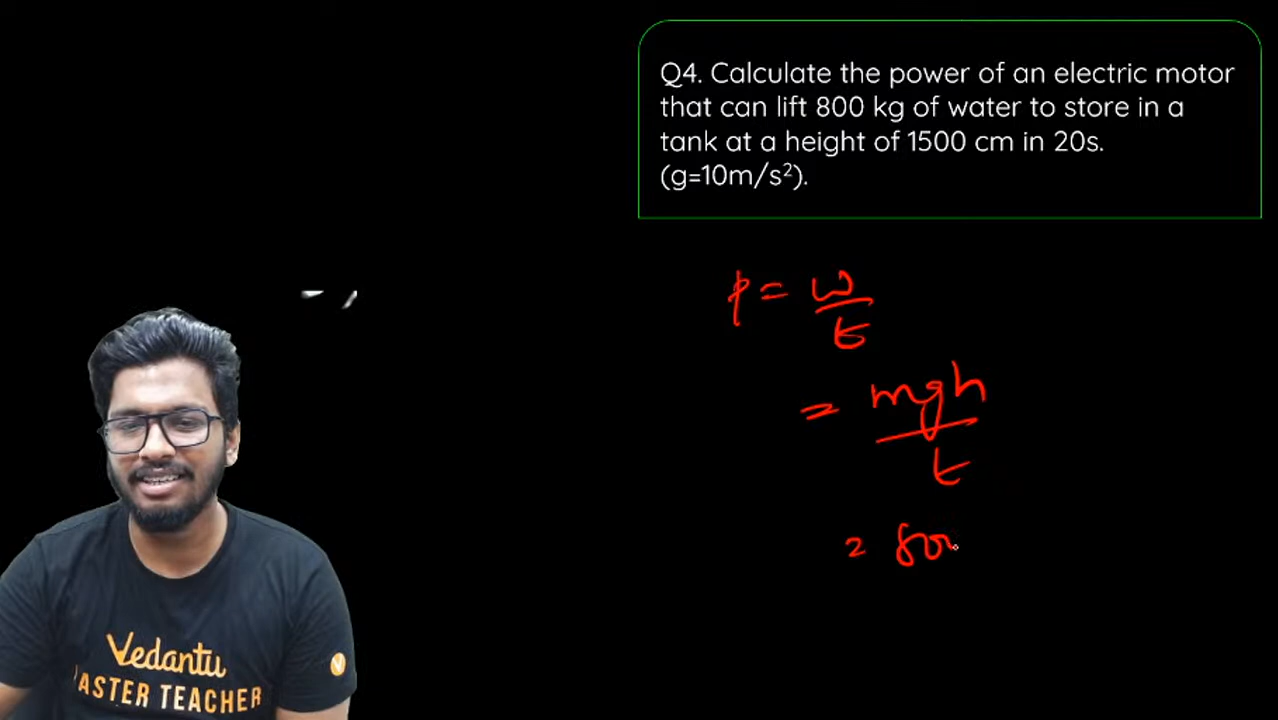 Q4. Calculate the power of an electric motor
that can lift 800 kg of water to store in a
tank at a height of 1500 cm in 20s.
(g=10m/s²).
p = w/t
= mgh/t
= 800
Vedantu
MASTER TEACHER
V